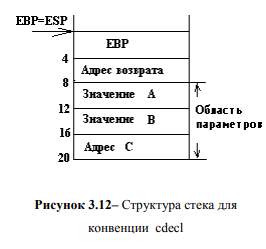 EBP=ESP
EBP
4
Адрес возврата
8
Значение A
12
Значение B
16
Адрес C
20
Область
параметров
Рисунок 3.12– Структура стека для
конвенции cdecl